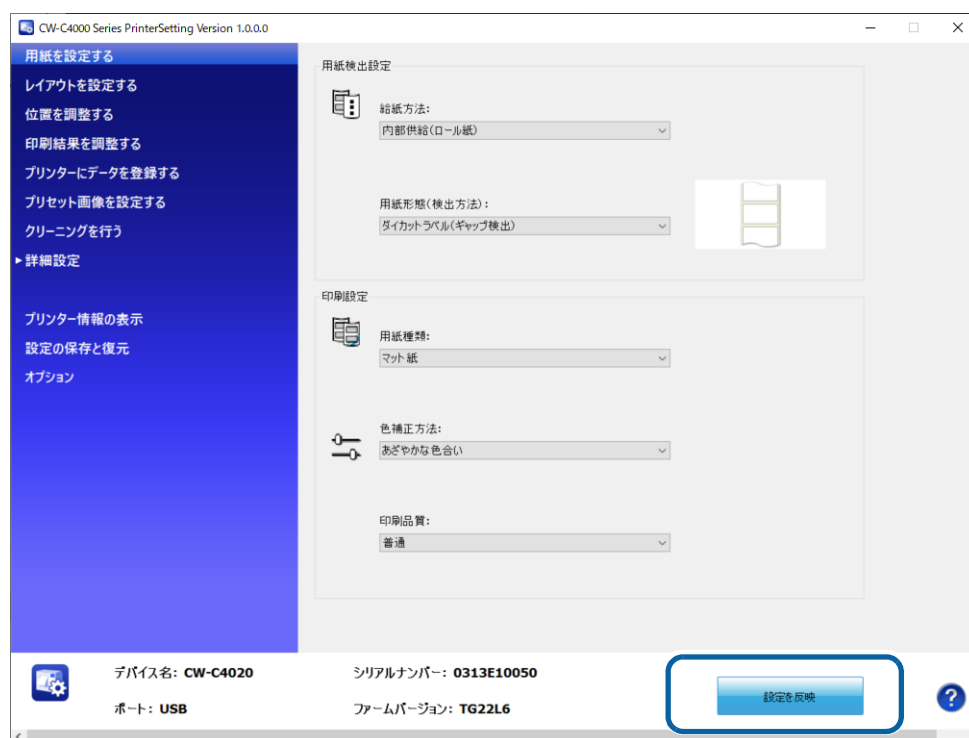 CW-C4000 Series PrinterSetting Version 1.0.0.0
用紙を設定する
レイアウトを設定する
位置を調整する
印刷結果を調整する
プリンターにデータを登録する
プリセット画像を設定する
クリーニングを行う
詳細設定
プリンター情報の表示
設定の保存と復元
オプション
用紙検出設定
給紙方法:
内部供給(ロール紙)
用紙形態(検出方法):
ダイカットラベル(ギャップ検出)
印刷設定
用紙種類:
マット紙
色補正方法:
あざやかな色合い
印刷品質:
普通
デバイス名: CW-C4020
シリアルナンバー: 0313E10050
ポート: USB
ファームバージョン: TG22L6
設定を反映
?